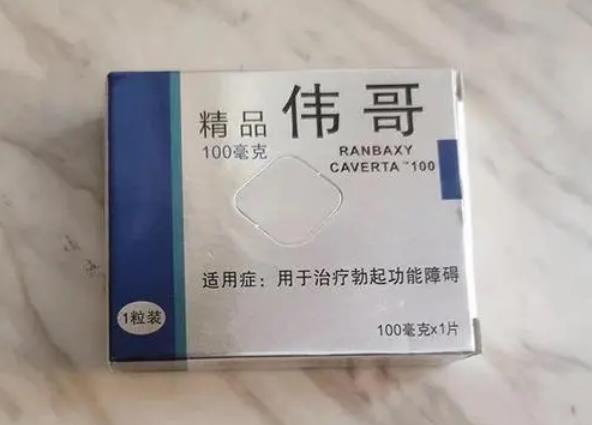 精品 伟哥
100毫克 RANBAXY
CAVERTA™100
适用症：用于治疗勃起功能障碍
1粒装
100毫克x1片